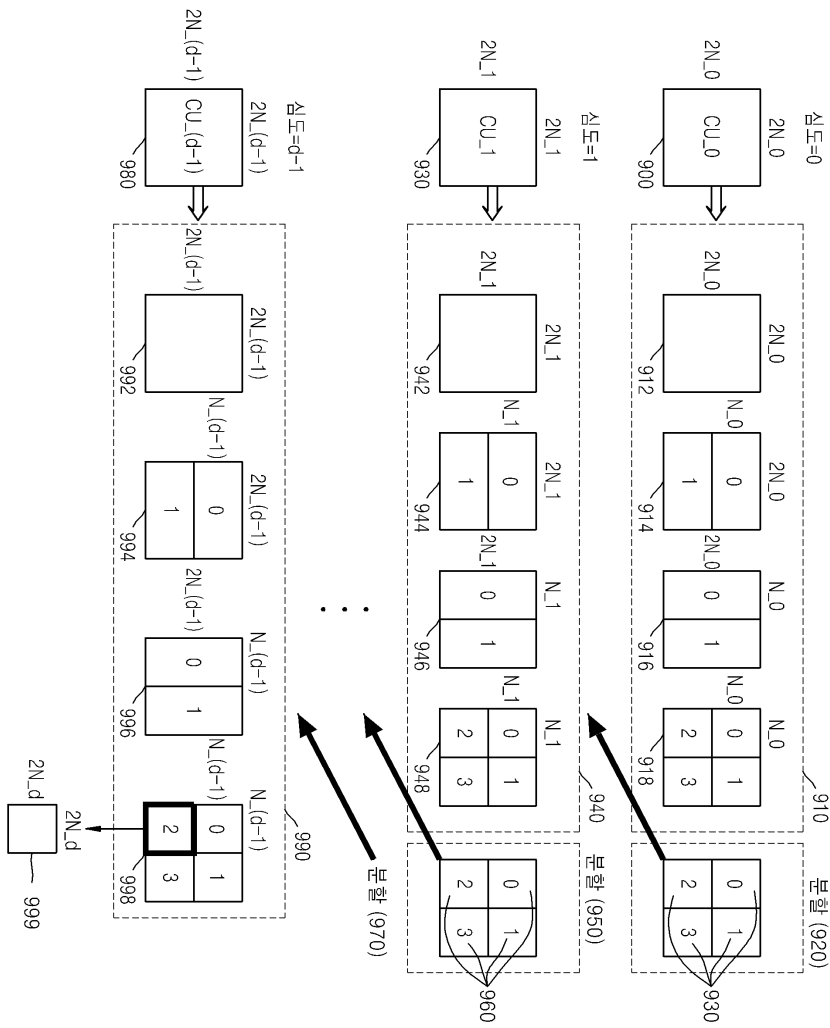 심도=0
2N_0
2N_0
CU_0
900
2N_0
2N_0
912
2N_0
N_0
0
1
914
N_0
2N_0
0
1
916
N_0
N_0
0
1
2
3
918
910
분할 (920)
0
1
2
3
930
심도=1
2N_1
2N_1
CU_1
930
2N_1
2N_1
942
2N_1
N_1
0
1
944
N_1
2N_1
0
1
946
N_1
N_1
0
1
2
3
948
940
분할 (950)
0
1
2
3
960
분할 (970)
심도=d-1
2N_(d-1)
2N_(d-1)
CU_(d-1)
980
2N_(d-1)
2N_(d-1)
992
2N_(d-1)
N_(d-1)
0
1
994
N_(d-1)
2N_(d-1)
0
1
996
N_(d-1)
N_(d-1)
0
1
2
3
998
990
2N_d
2N_d
999